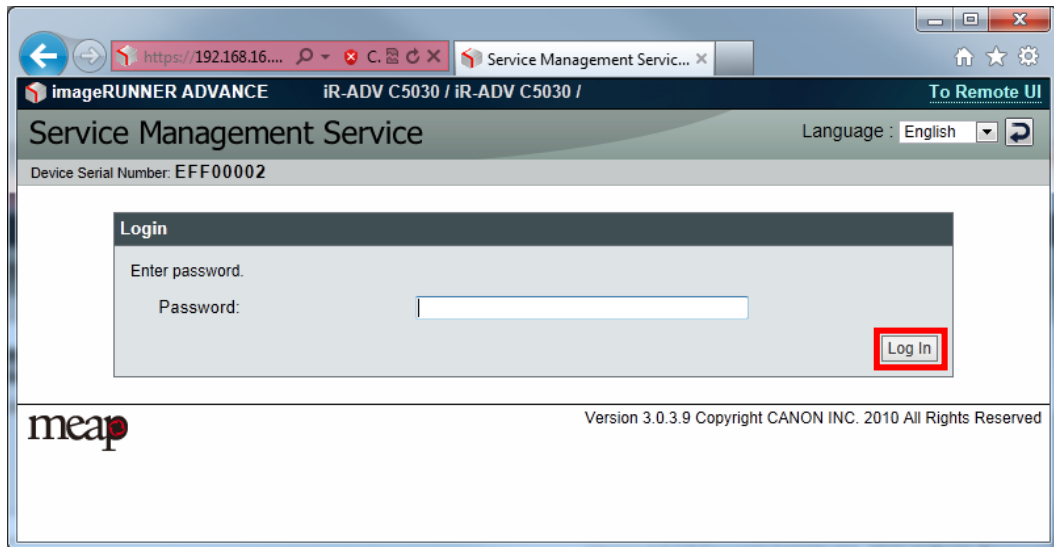 https://192.168.16.... C. Service Management Servic...
imageRUNNER ADVANCE iR-ADV C5030 / iR-ADV C5030 / To Remote UI
Service Management Service Language : English
Device Serial Number: EFF00002
Login
Enter password.
Password:
Log In
meap Version 3.0.3.9 Copyright CANON INC. 2010 All Rights Reserved